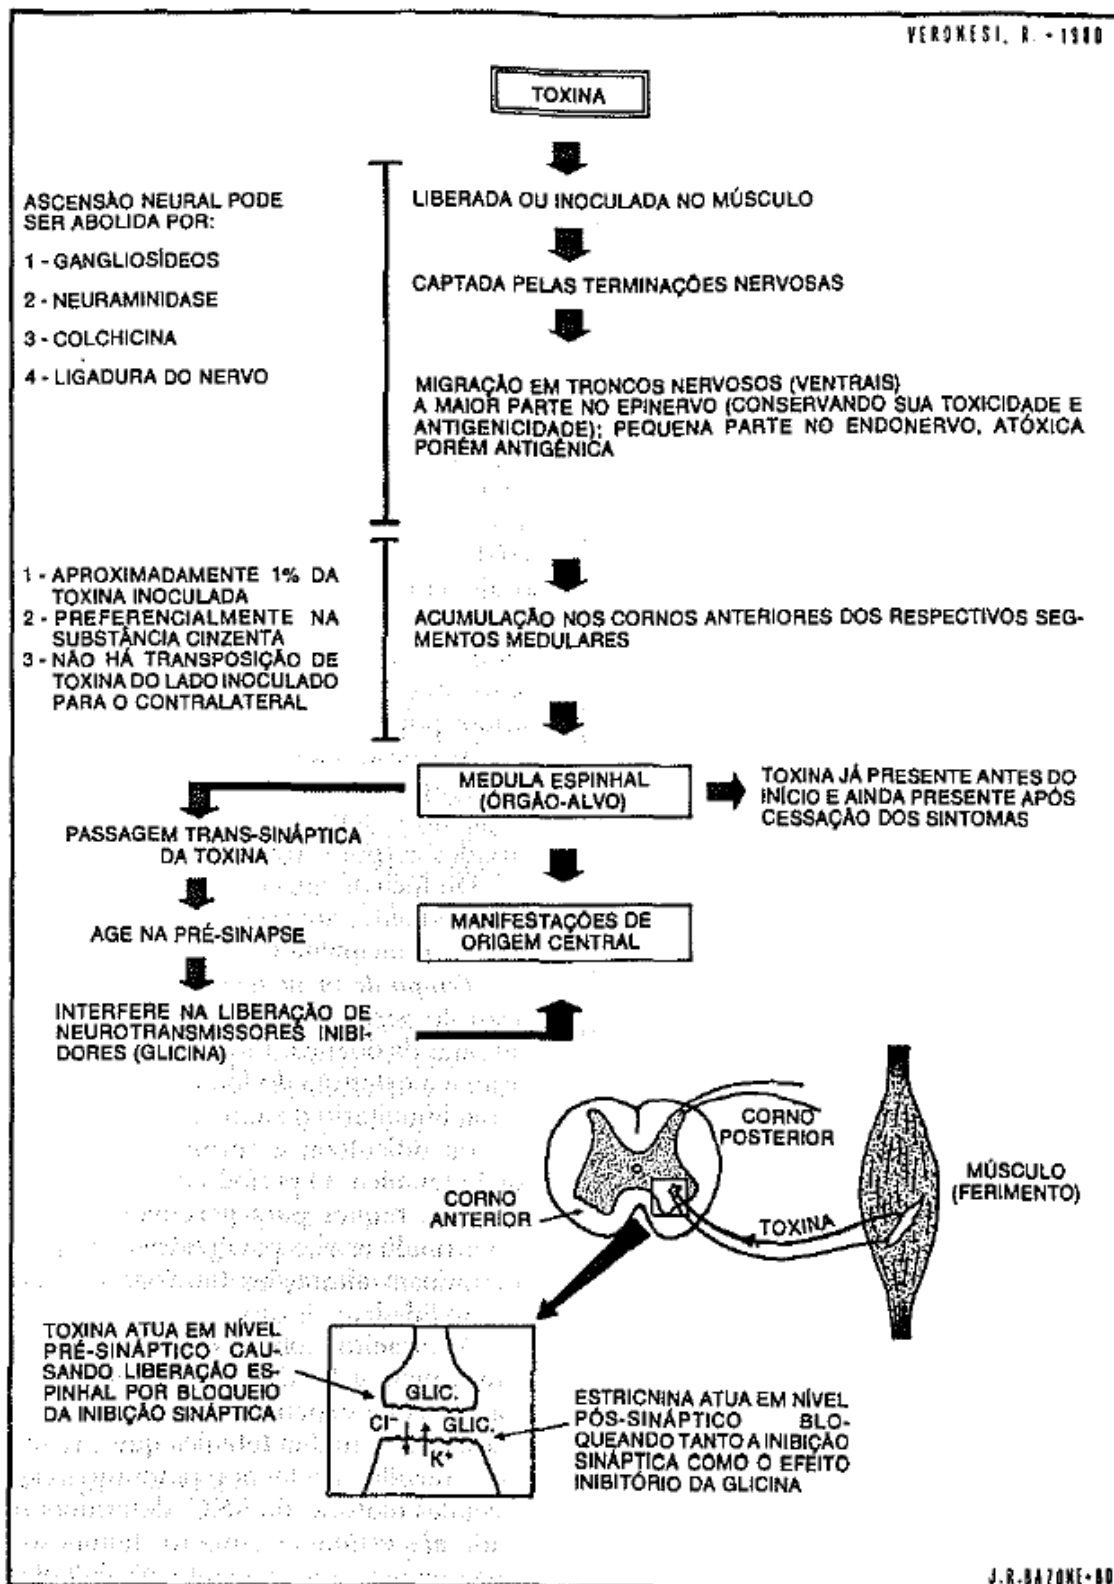 VERONESI, R. - 1980
TOXINA
LIBERADA OU INOCULADA NO MÚSCULO
CAPTADA PELAS TERMINAÇÕES NERVOSAS
MIGRAÇÃO EM TRONCOS NERVOSOS (VENTRAIS)
A MAIOR PARTE NO EPINERVO (CONSERVANDO SUA TOXICIDADE E
ANTIGENICIDADE); PEQUENA PARTE NO ENDONERVO, ATÓXICA
PORÉM ANTIGÊNICA
ASCENSÃO NEURAL PODE
SER ABOLIDA POR:
1 - GANGLIOSÍDEOS
2 - NEURAMINIDASE
3 - COLCHICINA
4 - LIGADURA DO NERVO
1 - APROXIMADAMENTE 1% DA
TOXINA INOCULADA
2 - PREFERENCIALMENTE NA
SUBSTÂNCIA CINZENTA
3 - NÃO HÁ TRANSPOSIÇÃO DE
TOXINA DO LADO INOCULADO
PARA O CONTRALATERAL
ACUMULAÇÃO NOS CORNOS ANTERIORES DOS RESPECTIVOS SEG-
MENTOS MEDULARES
MEDULA ESPINHAL
(ÓRGÃO-ALVO)
TOXINA JÁ PRESENTE ANTES DO
INÍCIO E AINDA PRESENTE APÓS
CESSAÇÃO DOS SINTOMAS
PASSAGEM TRANS-SINÁPTICA
DA TOXINA
AGE NA PRÉ-SINAPSE
INTERFERE NA LIBERAÇÃO DE
NEUROTRANSMISSORES INIBI-
DORES (GLICINA)
MANIFESTAÇÕES DE
ORIGEM CENTRAL
CORNO
POSTERIOR
CORNO
ANTERIOR
TOXINA
MÚSCULO
(FERIMENTO)
TOXINA ATUA EM NÍVEL
PRÉ-SINÁPTICO CAU-
SANDO LIBERAÇÃO ES-
PINHAL POR BLOQUEIO
DA INIBIÇÃO SINÁPTICA
GLIC.
Cl⁻ GLIC.
K⁺
ESTRICNINA ATUA EM NÍVEL
PÓS-SINÁPTICO BLO-
QUEANDO TANTO A INIBIÇÃO
SINÁPTICA COMO O EFEITO
INIBITÓRIO DA GLICINA
J.R.BAZONE-80